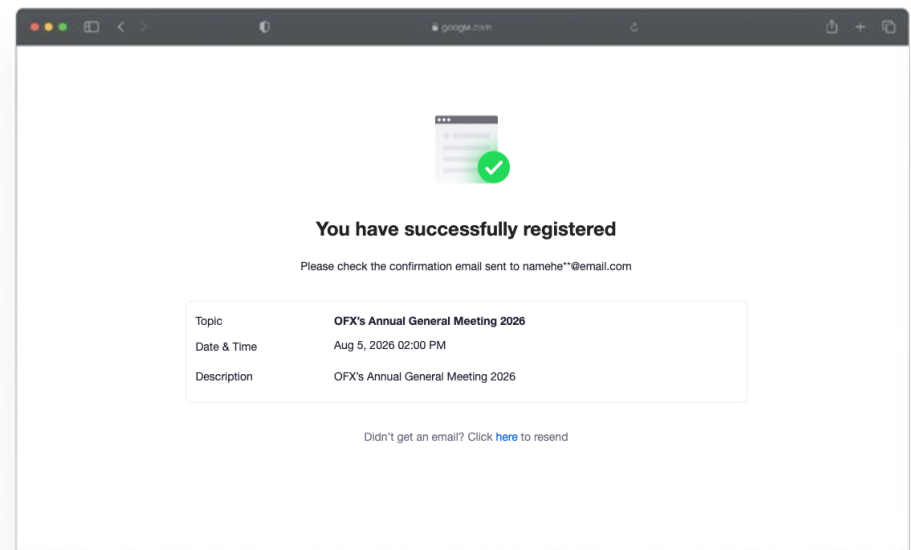 google.com
You have successfully registered
Please check the confirmation email sent to namehe**@email.com
Topic OFX's Annual General Meeting 2026
Date & Time Aug 5, 2026 02:00 PM
Description OFX's Annual General Meeting 2026
Didn't get an email? Click here to resend